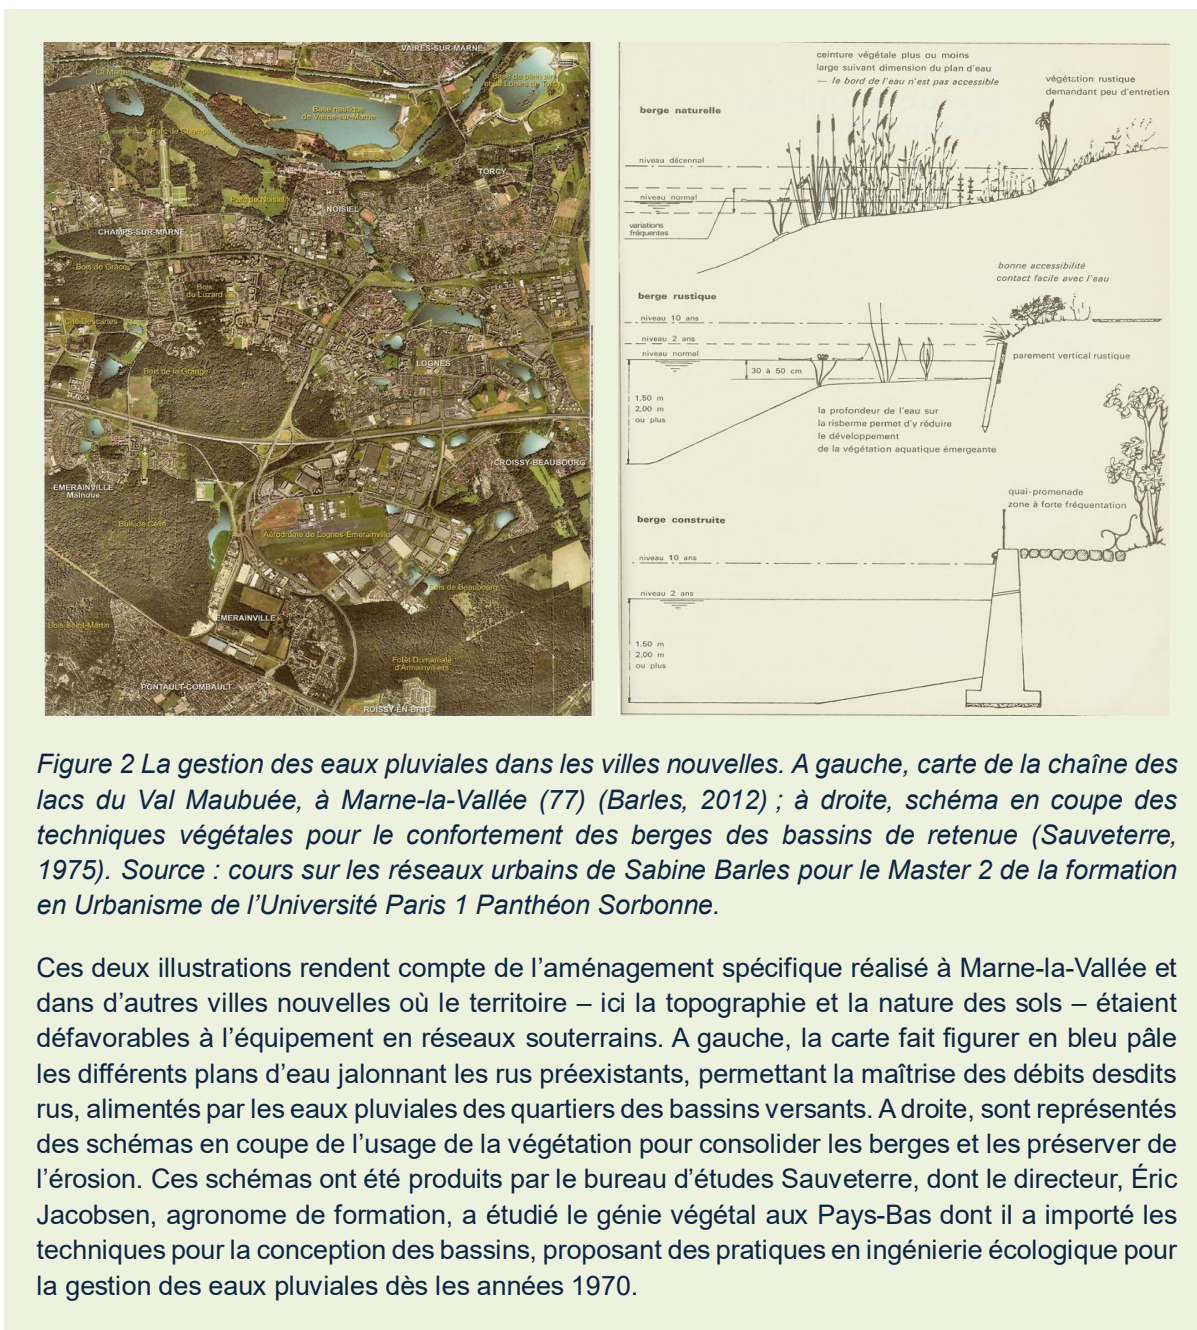 VAIRES-SUR-MARNE
La Marne
Base de plein air
et de Loisirs de Torcy
Base nautique
de Vaires-sur-Marne
Parc de Champs
TORCY
Parc de Noisiel
NOISIEL
CHAMPS-SUR-MARNE
Bois de Grâce
Bois
du Luzard
Cité Descartes
LOGNES
Bois de la Grange
CROISSY-BEAUBOURG
EMERAINVILLE
Malnoue
Bois de Célie
Aérodrome de Lognes-Emerainville
Bois de Beaubourg
EMERAINVILLE
Bois Saint-Martin
Forêt Domaniale
d'Armainvilliers
PONTAULT-COMBAULT
ROISSY-EN-BRIE
ceinture végétale plus ou moins
large suivant dimension du plan d'eau
— le bord de l'eau n'est pas accessible
végétation rustique
demandant peu d'entretien
berge naturelle
niveau décennal
niveau normal
variations
fréquentes
bonne accessibilité
contact facile avec l'eau
berge rustique
niveau 10 ans
niveau 2 ans
niveau normal
parement vertical rustique
30 à 50 cm
1,50 m
2,00 m
ou plus
la profondeur de l'eau sur
la risberme permet d'y réduire
le développement
de la végétation aquatique émergeante
quai-promenade
zone à forte fréquentation
berge construite
niveau 10 ans
niveau 2 ans
1,50 m
2,00 m
ou plus
Figure 2 La gestion des eaux pluviales dans les villes nouvelles. A gauche, carte de la chaîne des
lacs du Val Maubuée, à Marne-la-Vallée (77) (Barles, 2012) ; à droite, schéma en coupe des
techniques végétales pour le confortement des berges des bassins de retenue (Sauveterre,
1975). Source : cours sur les réseaux urbains de Sabine Barles pour le Master 2 de la formation
en Urbanisme de l'Université Paris 1 Panthéon Sorbonne.
Ces deux illustrations rendent compte de l'aménagement spécifique réalisé à Marne-la-Vallée et
dans d'autres villes nouvelles où le territoire – ici la topographie et la nature des sols – étaient
défavorables à l'équipement en réseaux souterrains. A gauche, la carte fait figurer en bleu pâle
les différents plans d'eau jalonnant les rus préexistants, permettant la maîtrise des débits desdits
rus, alimentés par les eaux pluviales des quartiers des bassins versants. A droite, sont représentés
des schémas en coupe de l'usage de la végétation pour consolider les berges et les préserver de
l'érosion. Ces schémas ont été produits par le bureau d'études Sauveterre, dont le directeur, Éric
Jacobsen, agronome de formation, a étudié le génie végétal aux Pays-Bas dont il a importé les
techniques pour la conception des bassins, proposant des pratiques en ingénierie écologique pour
la gestion des eaux pluviales dès les années 1970.